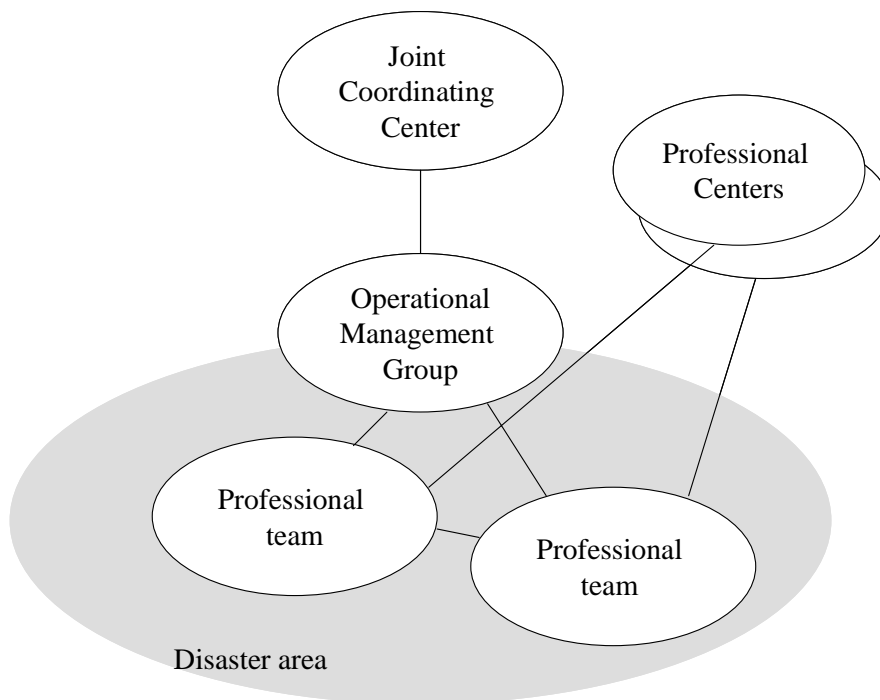 Joint
Coordinating
Center
Professional
Centers
Operational
Management
Group
Professional
team
Professional
team
Disaster area